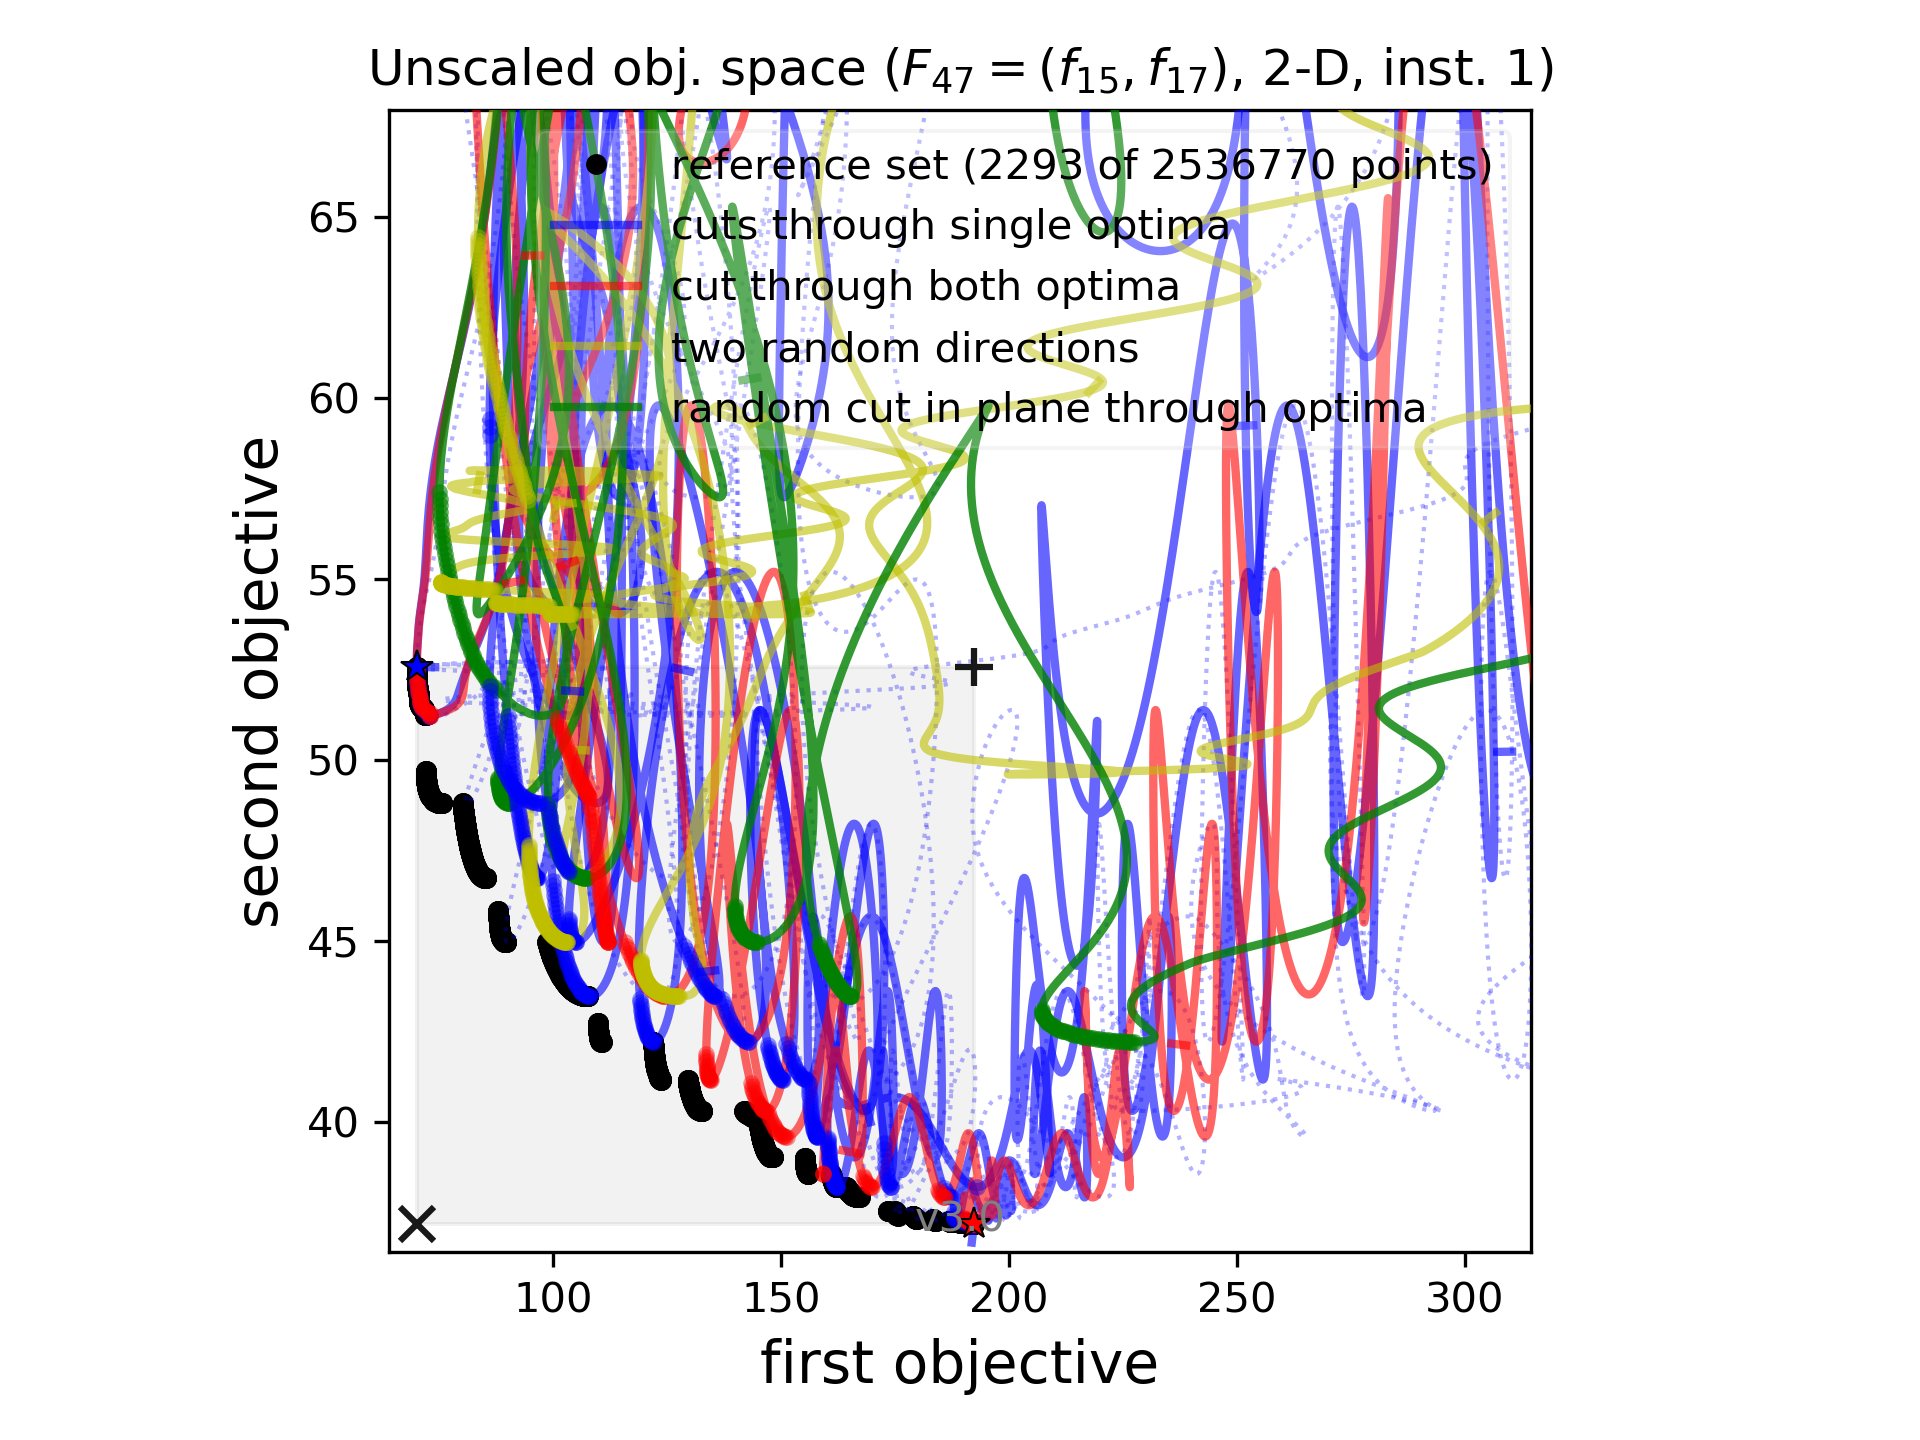 Unscaled obj. space (F47 = (f15, f17), 2-D, inst. 1)
reference set (2293 of 2536770 points)
cuts through single optima
cut through both optima
two random directions
random cut in plane through optima
second objective
65
60
55
50
45
40
v3.0
100 150 200 250 300
first objective